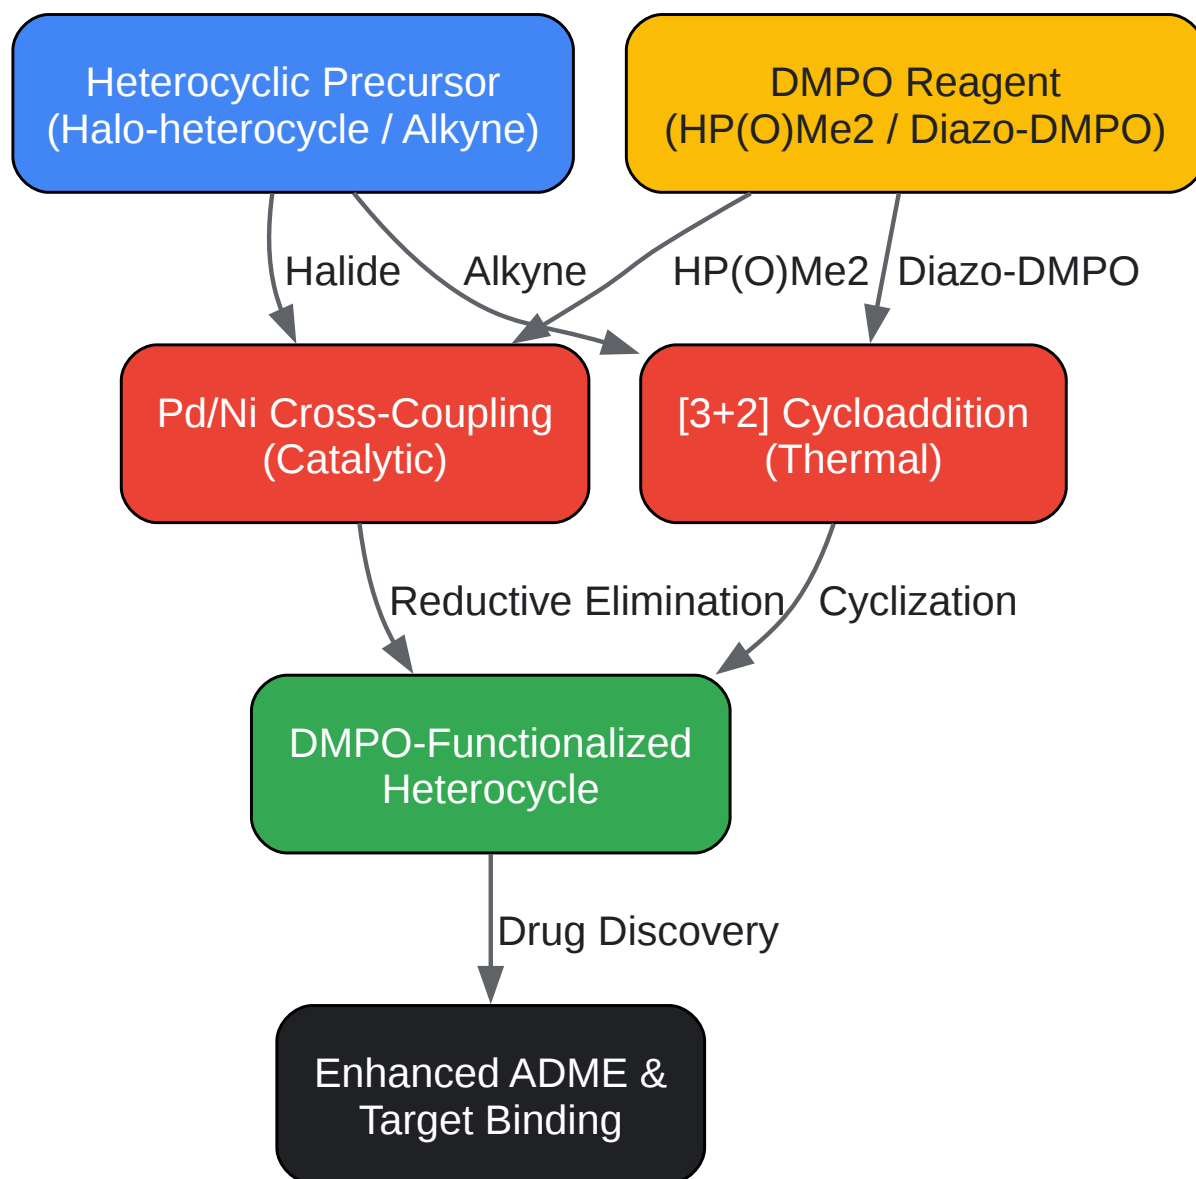 Heterocyclic Precursor
(Halo-heterocycle / Alkyne)
DMPO Reagent
(HP(O)Me2 / Diazo-DMPO)
Halide
Alkyne
HP(O)Me2
Diazo-DMPO
Pd/Ni Cross-Coupling
(Catalytic)
[3+2] Cycloaddition
(Thermal)
Reductive Elimination
Cyclization
DMPO-Functionalized
Heterocycle
Drug Discovery
Enhanced ADME &
Target Binding